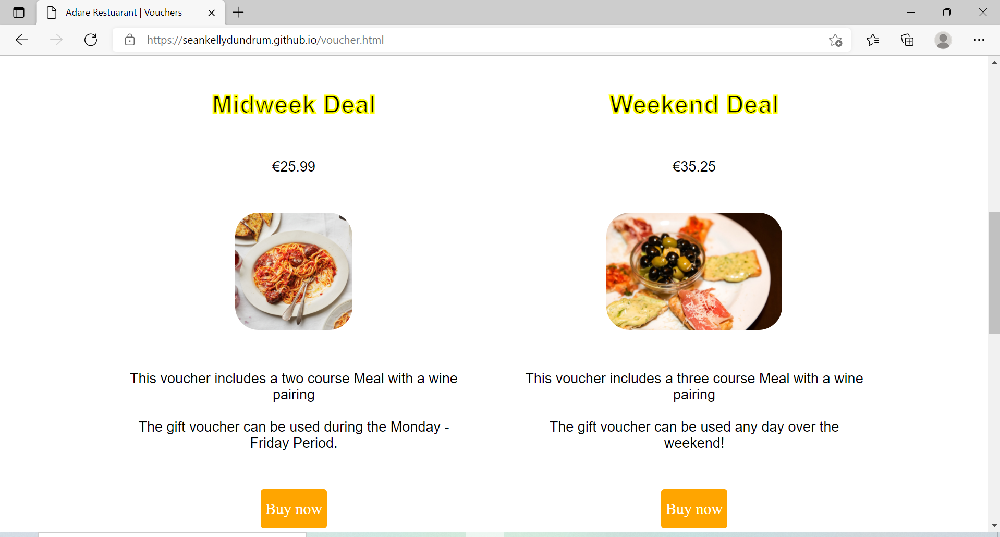 Adare Restuarant | Vouchers
https://seankellydundrum.github.io/voucher.html
Midweek Deal
€25.99
This voucher includes a two course Meal with a wine
pairing
The gift voucher can be used during the Monday -
Friday Period.
Buy now
Weekend Deal
€35.25
This voucher includes a three course Meal with a wine
pairing
The gift voucher can be used any day over the
weekend!
Buy now